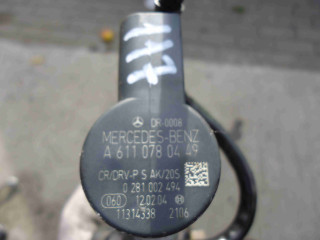 117
DR-0008
MERCEDES-BENZ
A 611 078 04 49
CR/DRV-P S AK/20S
0 281 002 494
060 12.02.04
11314338 2106